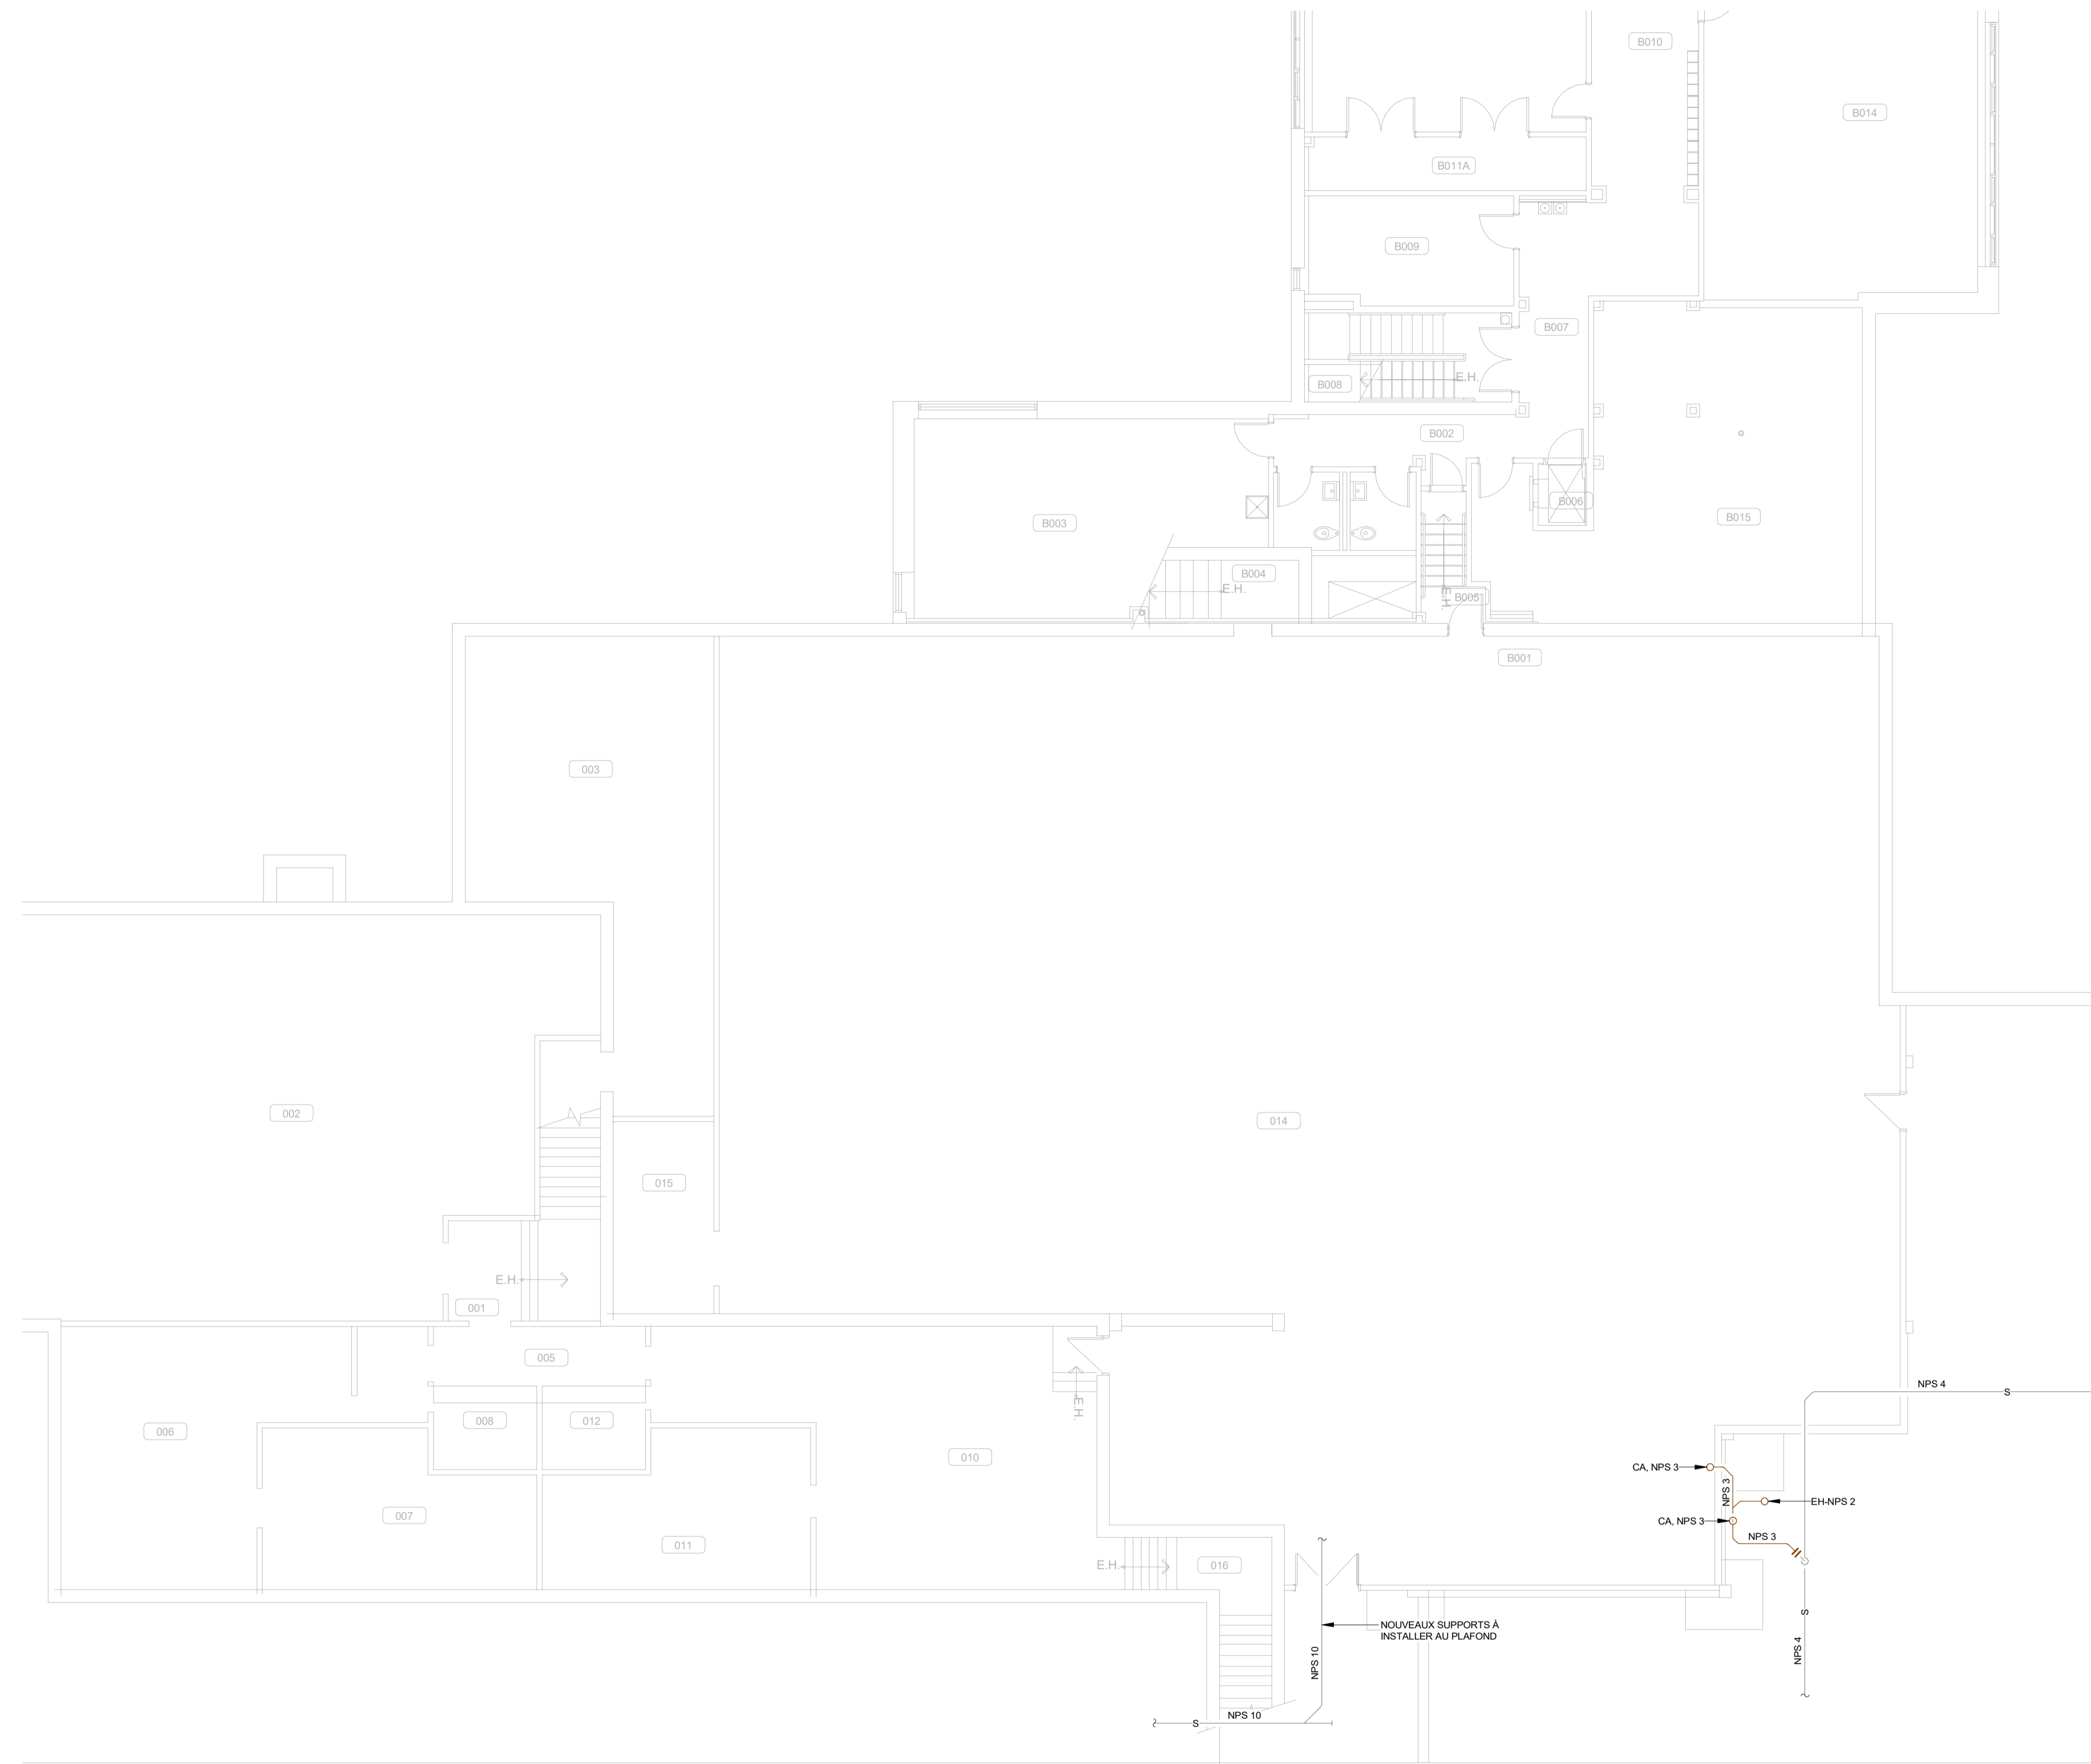 B010
B014
B011A
B009
B007
E.H.
B008
B002
B006
B015
B003
B004
E.H.
E.H.
B005
B001
003
002
014
015
E.H.
001
005
NPS 4
S
E.H.
006
008
012
010
CA, NPS 3
NPS 3
EH-NPS 2
007
CA, NPS 3
NPS 3
011
E.H.
016
S
NOUVEAUX SUPPORTS À
INSTALLER AU PLAFOND
NPS 10
NPS 4
NPS 10
S